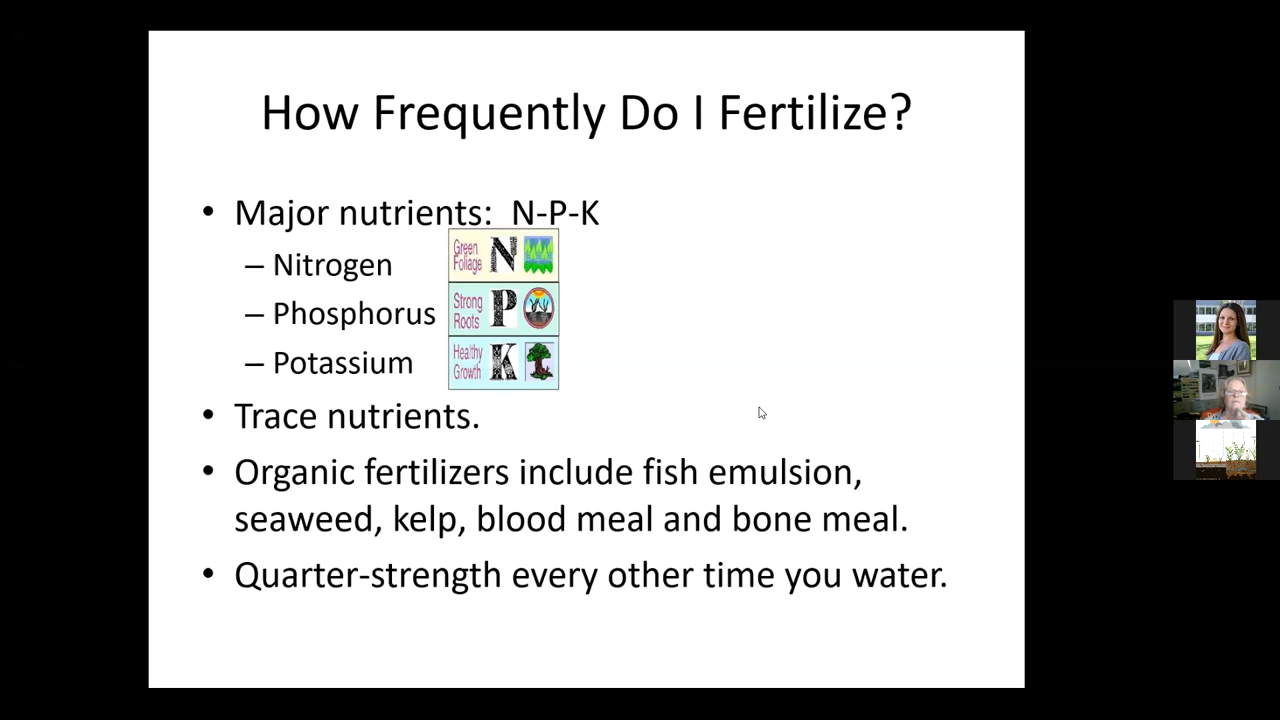 How Frequently Do I Fertilize?
• Major nutrients: N-P-K
– Nitrogen
Green Foliage N
– Phosphorus
Strong Roots P
– Potassium
Healthy Growth K
• Trace nutrients.
• Organic fertilizers include fish emulsion,
seaweed, kelp, blood meal and bone meal.
• Quarter-strength every other time you water.